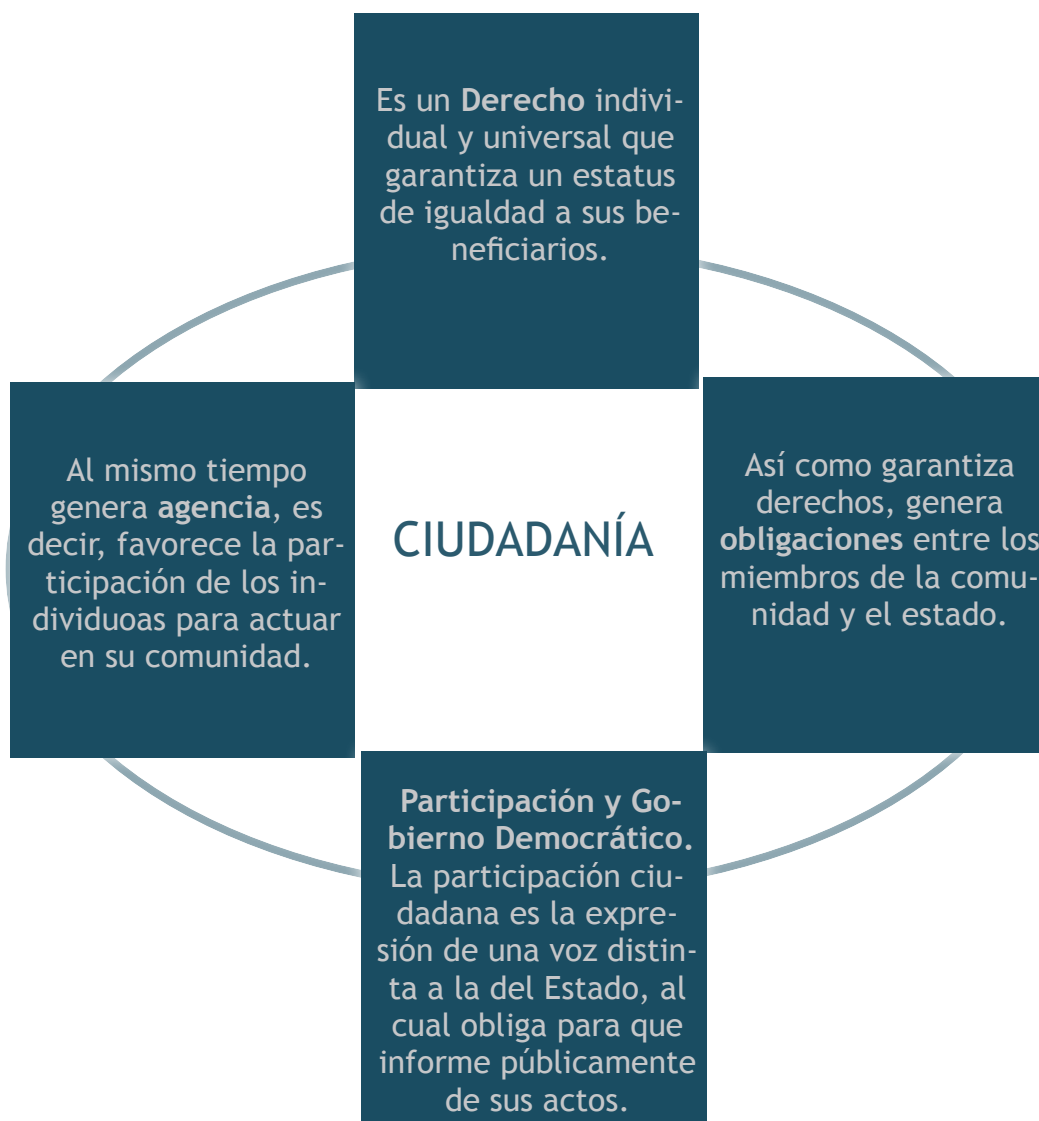 Es un Derecho indivi-
dual y universal que
garantiza un estatus
de igualdad a sus be-
neficiarios.
Al mismo tiempo
genera agencia, es
decir, favorece la par-
ticipación de los in-
dividuoas para actuar
en su comunidad.
CIUDADANÍA
Así como garantiza
derechos, genera
obligaciones entre los
miembros de la comu-
nidad y el estado.
Participación y Go-
bierno Democrático.
La participación ciu-
dadana es la expre-
sión de una voz distin-
ta a la del Estado, al
cual obliga para que
informe públicamente
de sus actos.